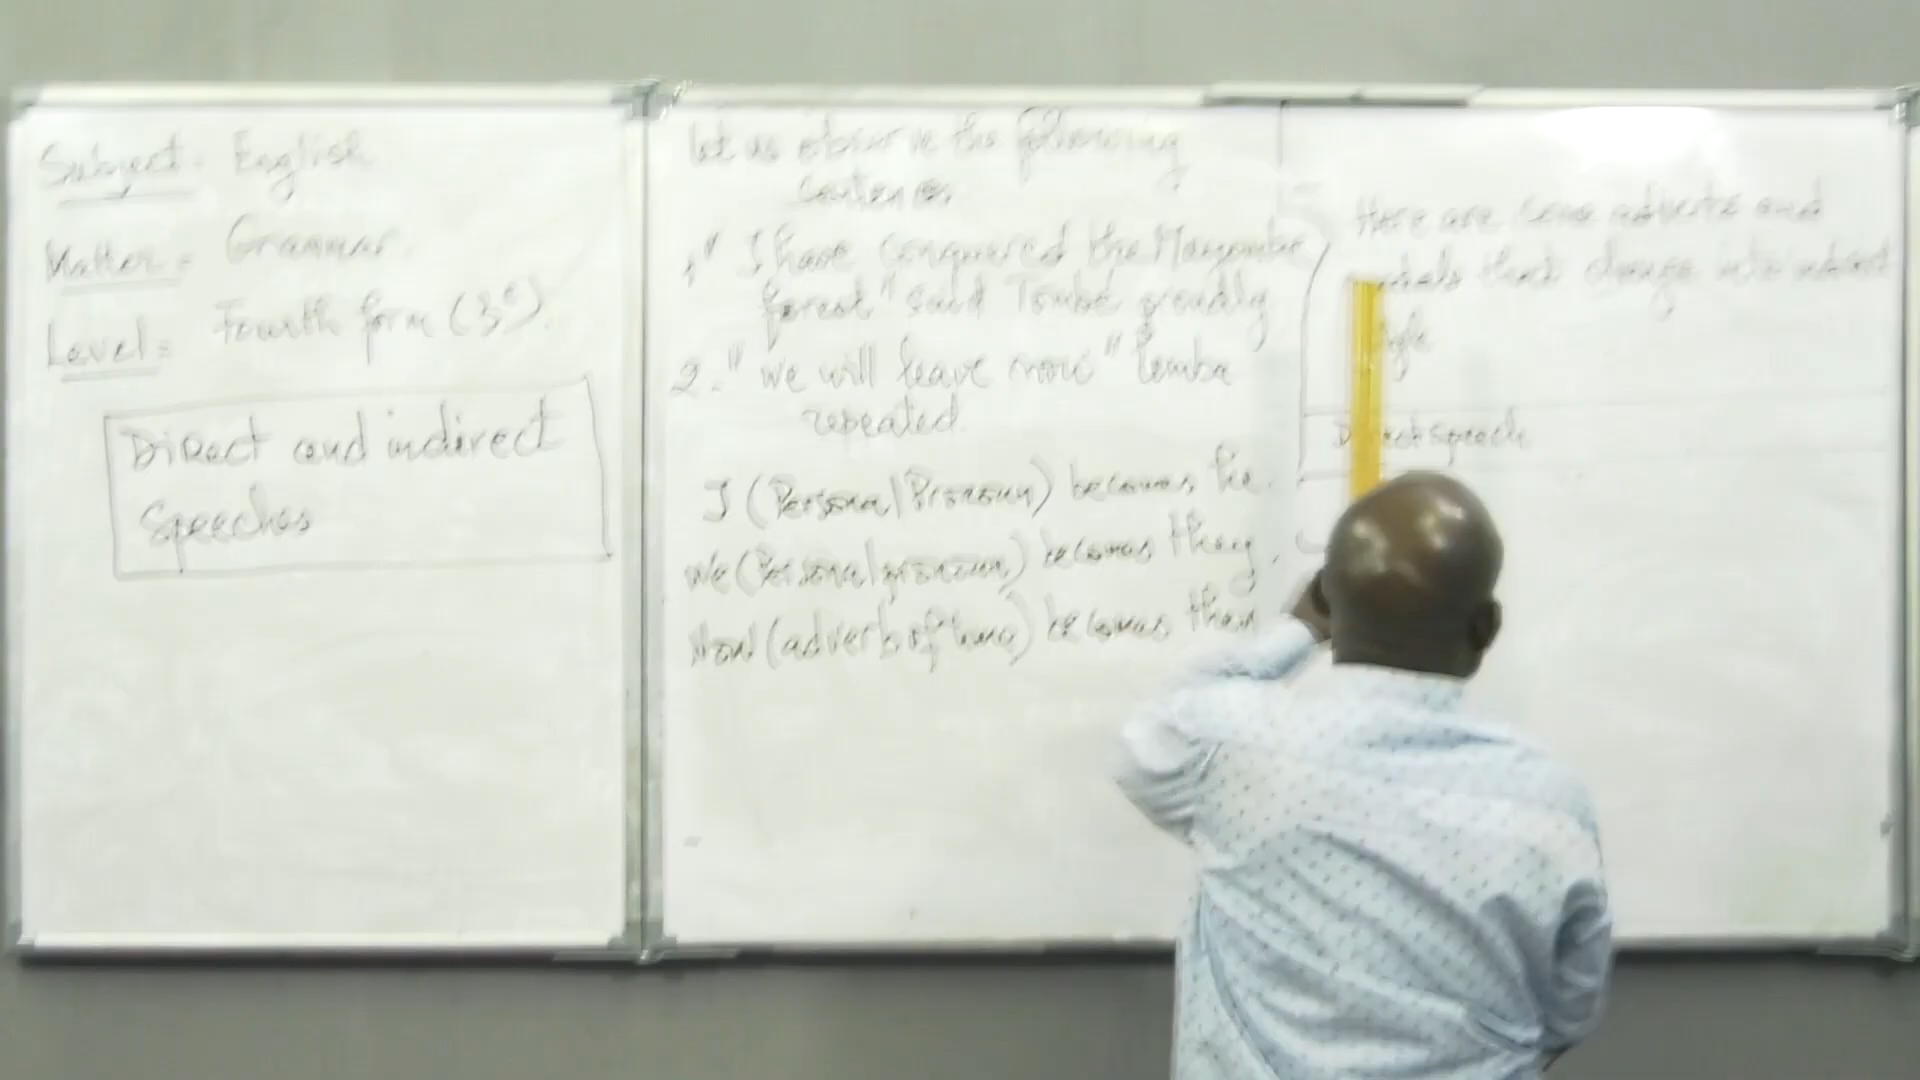 Subject: English
Matter = Grammar.
Level = Fourth form (3e).
Direct and indirect
speeches
Let us observe the following
sentences
1." I have conquered the Mayombe
forest" said Tombe proudly
2." we will leave now" Tomba
repeated.
I (Personal Pronoun) becomes he.
we (Personal pronoun) becomes they.
Now (adverb of time) becomes then
Here are some adverbs and
that change into indirect
style
Direct speech